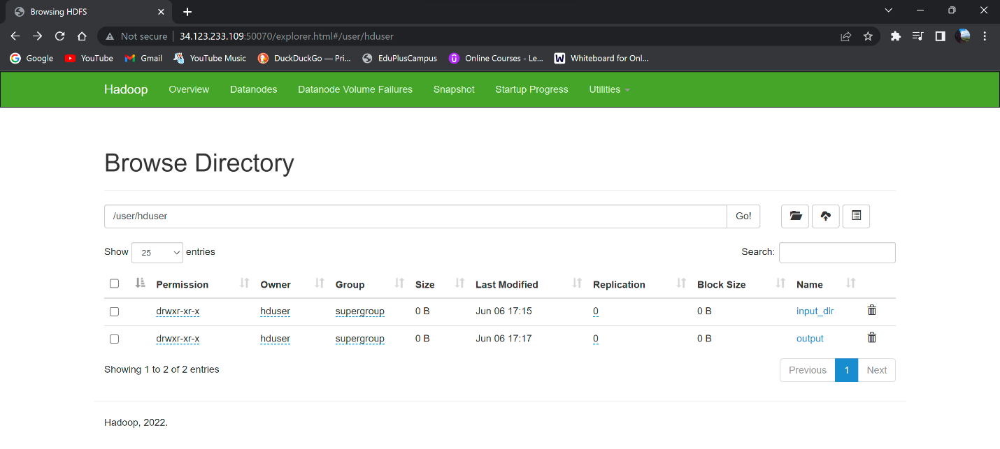 Browsing HDFS
Not secure 34.123.233.109:50070/explorer.html#/user/hduser
Google YouTube Gmail YouTube Music DuckDuckGo — Pri... EduPlusCampus Online Courses - Le... Whiteboard for Onl...
Hadoop Overview Datanodes Datanode Volume Failures Snapshot Startup Progress Utilities
Browse Directory
/user/hduser Go!
Show 25 entries Search:
Permission Owner Group Size Last Modified Replication Block Size Name
drwxr-xr-x hduser supergroup 0 B Jun 06 17:15 0 0 B input_dir
drwxr-xr-x hduser supergroup 0 B Jun 06 17:17 0 0 B output
Showing 1 to 2 of 2 entries Previous 1 Next
Hadoop, 2022.